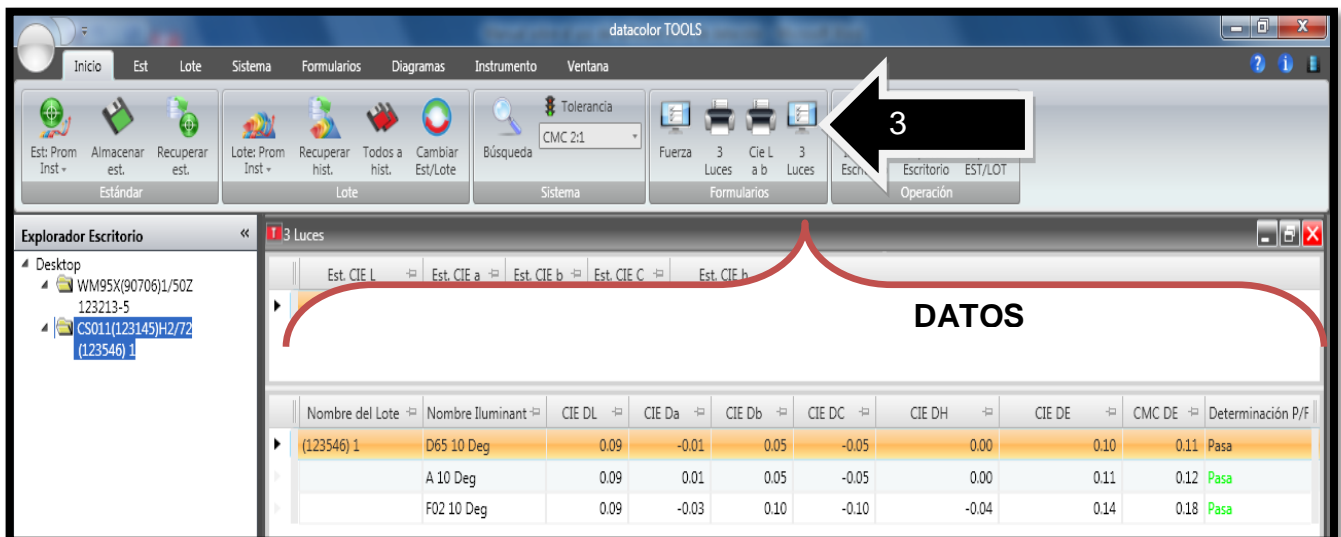 datacolor TOOLS
Inicio Est Lote Sistema Formularios Diagramas Instrumento Ventana
Tolerancia
CMC 2:1
3
Est: Prom Almacenar Recuperar Lote: Prom Recuperar Todos a Cambiar Búsqueda Fuerza 3 Cie L 3
Inst est. est. Inst hist. hist. Est/Lote Luces a b Luces Escritorio EST/LOT
Estándar Lote Sistema Formularios Operación
Explorador Escritorio « 3 Luces
Desktop
WM95X(90706)1/50Z
123213-5
CS011(123145)H2/72
(123546) 1
Est. CIE L Est. CIE a Est. CIE b Est. CIE C Est. CIE h
DATOS
Nombre del Lote Nombre Iluminant CIE DL CIE Da CIE Db CIE DC CIE DH CIE DE CMC DE Determinación P/F
(123546) 1 D65 10 Deg 0.09 -0.01 0.05 -0.05 0.00 0.10 0.11 Pasa
A 10 Deg 0.09 0.01 0.05 -0.05 0.00 0.11 0.12 Pasa
F02 10 Deg 0.09 -0.03 0.10 -0.10 -0.04 0.14 0.18 Pasa